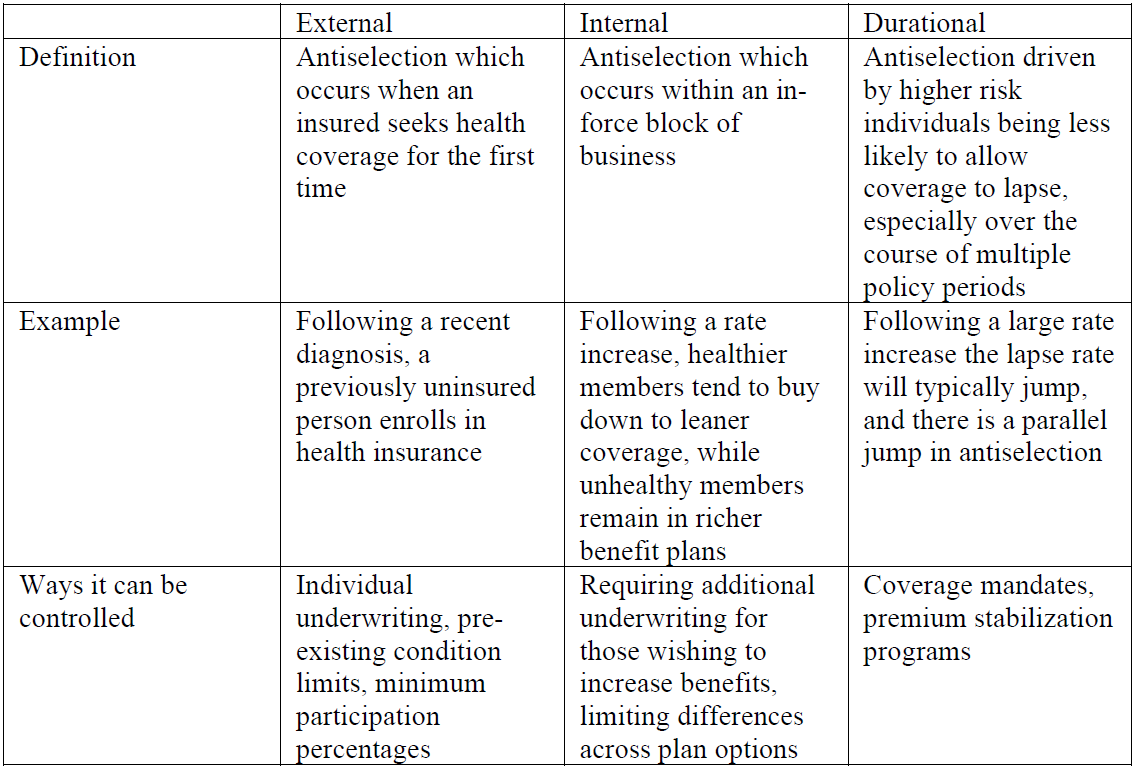 External
Internal
Durational
Definition
Antiselection which
occurs when an
insured seeks health
coverage for the first
time
Antiselection which
occurs within an in-
force block of
business
Antiselection driven
by higher risk
individuals being less
likely to allow
coverage to lapse,
especially over the
course of multiple
policy periods
Example
Following a recent
diagnosis, a
previously uninsured
person enrolls in
health insurance
Following a rate
increase, healthier
members tend to buy
down to leaner
coverage, while
unhealthy members
remain in richer
benefit plans
Following a large rate
increase the lapse rate
will typically jump,
and there is a parallel
jump in antiselection
Ways it can be
controlled
Individual
underwriting, pre-
existing condition
limits, minimum
participation
percentages
Requiring additional
underwriting for
those wishing to
increase benefits,
limiting differences
across plan options
Coverage mandates,
premium stabilization
programs